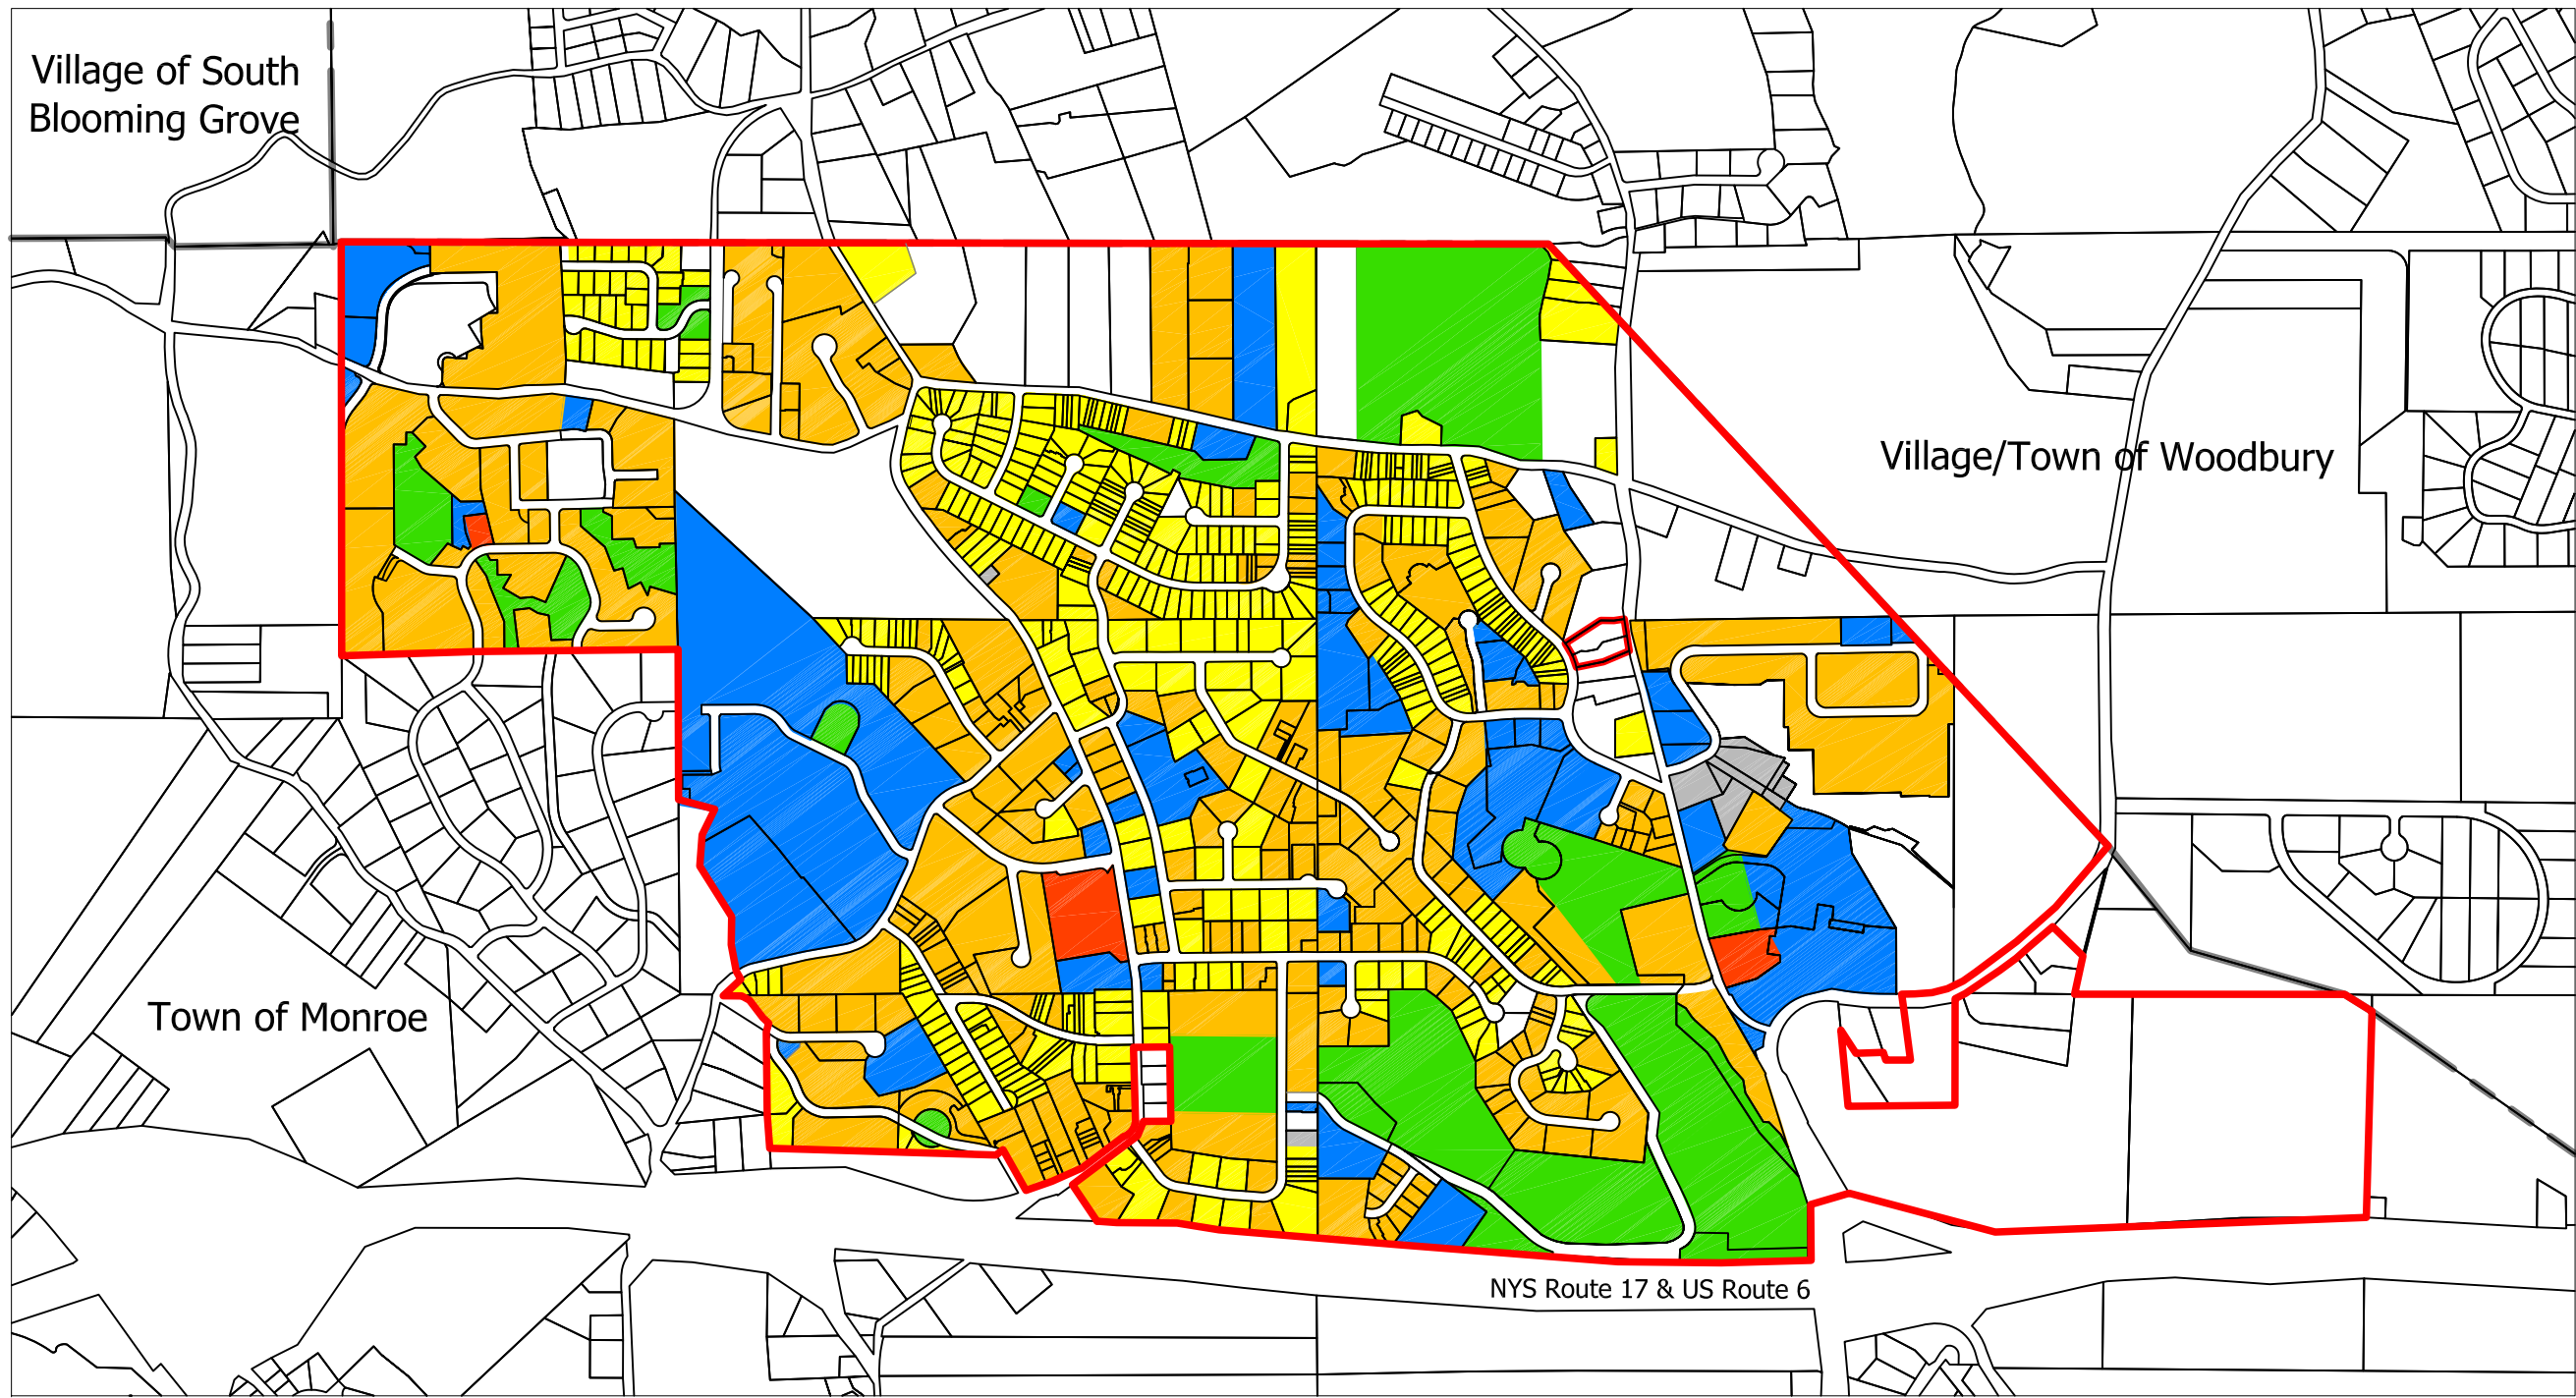 Village of South
Blooming Grove
Village/Town of Woodbury
Town of Monroe
NYS Route 17 & US Route 6